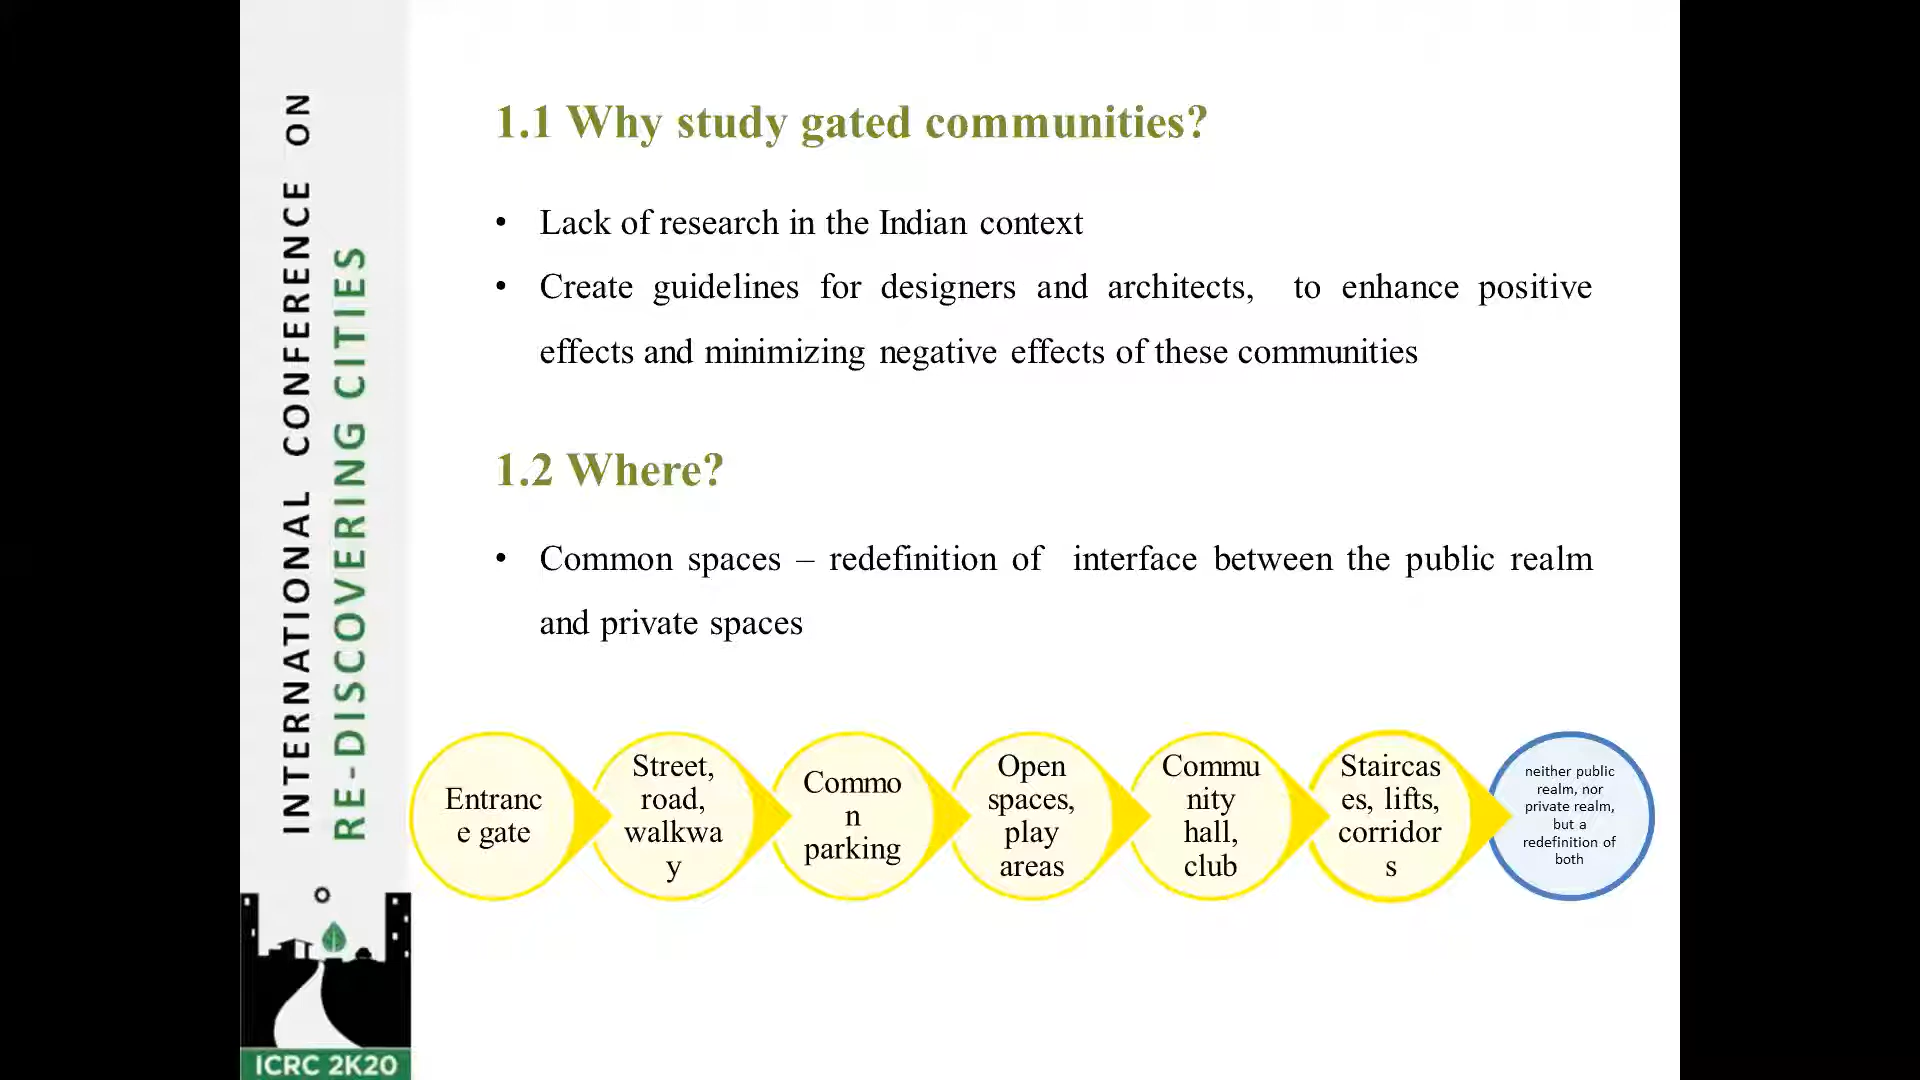 INTERNATIONAL CONFERENCE ON
RE-DISCOVERING CITIES
ICRC 2K20
1.1 Why study gated communities?
• Lack of research in the Indian context
• Create guidelines for designers and architects, to enhance positive
effects and minimizing negative effects of these communities
1.2 Where?
• Common spaces – redefinition of interface between the public realm
and private spaces
Entranc
e gate
Street,
road,
walkwa
y
Commo
n
parking
Open
spaces,
play
areas
Commu
nity
hall,
club
Staircas
es, lifts,
corridor
s
neither public
realm, nor
private realm,
but a
redefinition of
both